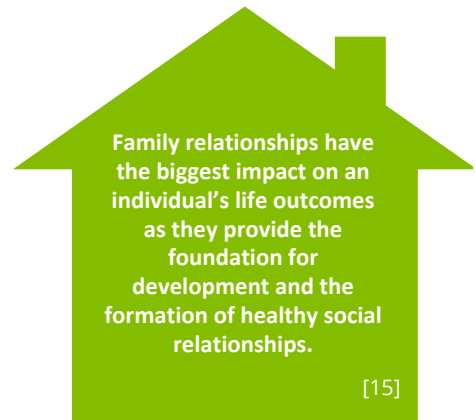 Family relationships have
the biggest impact on an
individual’s life outcomes
as they provide the
foundation for
development and the
formation of healthy social
relationships.
[15]